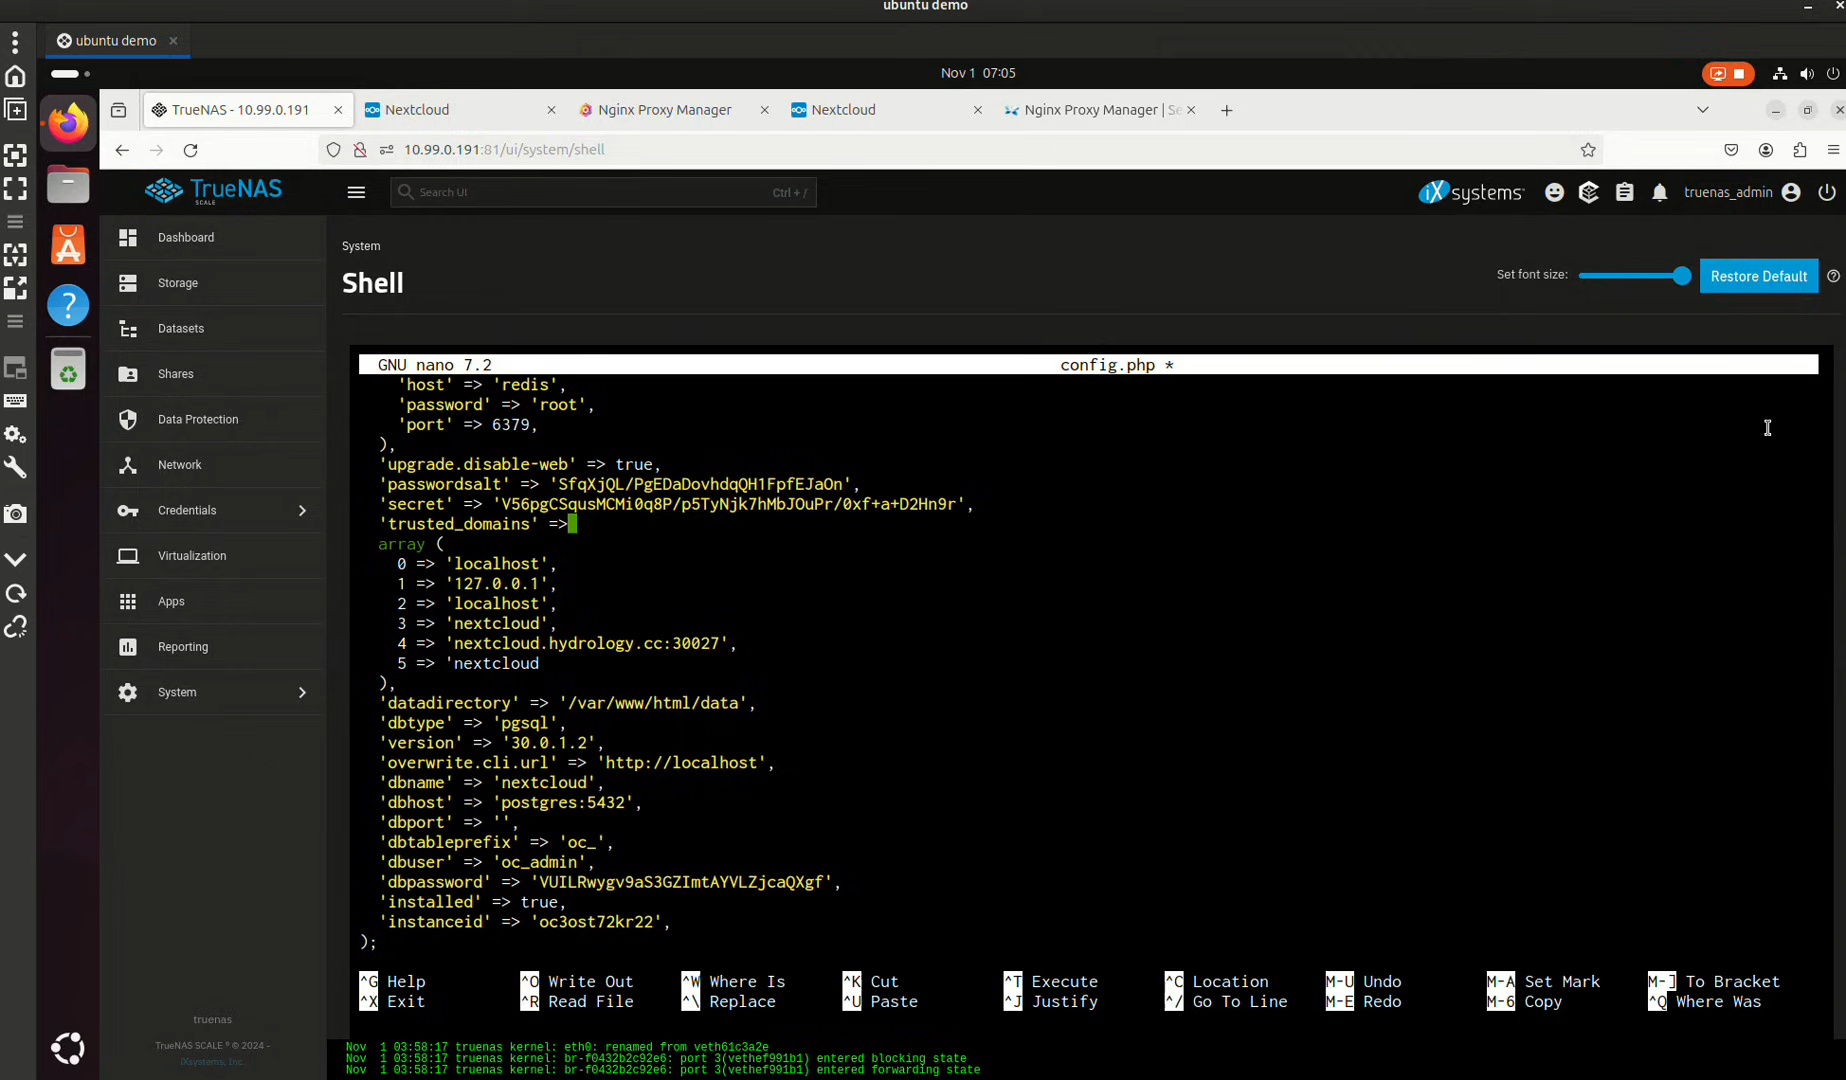 ubuntu demo
ubuntu demo
Nov 1 07:05
TrueNAS - 10.99.0.191
Nextcloud
Nginx Proxy Manager
Nextcloud
Nginx Proxy Manager | Se
10.99.0.191:81/ui/system/shell
TrueNAS
SCALE
Search UI
Ctrl + /
iXsystems
truenas_admin
Dashboard
Storage
Datasets
Shares
Data Protection
Network
Credentials
Virtualization
Apps
Reporting
System
truenas
TrueNAS SCALE ® © 2024 -
iXsystems, Inc.
System
Shell
Set font size:
Restore Default
GNU nano 7.2 config.php *
'host' => 'redis',
'password' => 'root',
'port' => 6379,
),
'upgrade.disable-web' => true,
'passwordsalt' => 'SfqXjQL/PgEDaDovhdqQH1FpfEJaOn',
'secret' => 'V56pgCSqusMCMi0q8P/p5TyNjk7hMbJOuPr/0xf+a+D2Hn9r',
'trusted_domains' =>
array (
0 => 'localhost',
1 => '127.0.0.1',
2 => 'localhost',
3 => 'nextcloud',
4 => 'nextcloud.hydrology.cc:30027',
5 => 'nextcloud
),
'datadirectory' => '/var/www/html/data',
'dbtype' => 'pgsql',
'version' => '30.0.1.2',
'overwrite.cli.url' => 'http://localhost',
'dbname' => 'nextcloud',
'dbhost' => 'postgres:5432',
'dbport' => '',
'dbtableprefix' => 'oc_',
'dbuser' => 'oc_admin',
'dbpassword' => 'VUILRwygv9aS3GZImtAYVLZjcaQXgf',
'installed' => true,
'instanceid' => 'oc3ost72kr22',
);
^G Help ^O Write Out ^W Where Is ^K Cut ^T Execute ^C Location M-U Undo M-A Set Mark M-] To Bracket
^X Exit ^R Read File ^\ Replace ^U Paste ^J Justify ^/ Go To Line M-E Redo M-6 Copy ^Q Where Was
Nov 1 03:58:17 truenas kernel: eth0: renamed from veth61c3a2e
Nov 1 03:58:17 truenas kernel: br-f0432b2c92e6: port 3(vethef991b1) entered blocking state
Nov 1 03:58:17 truenas kernel: br-f0432b2c92e6: port 3(vethef991b1) entered forwarding state